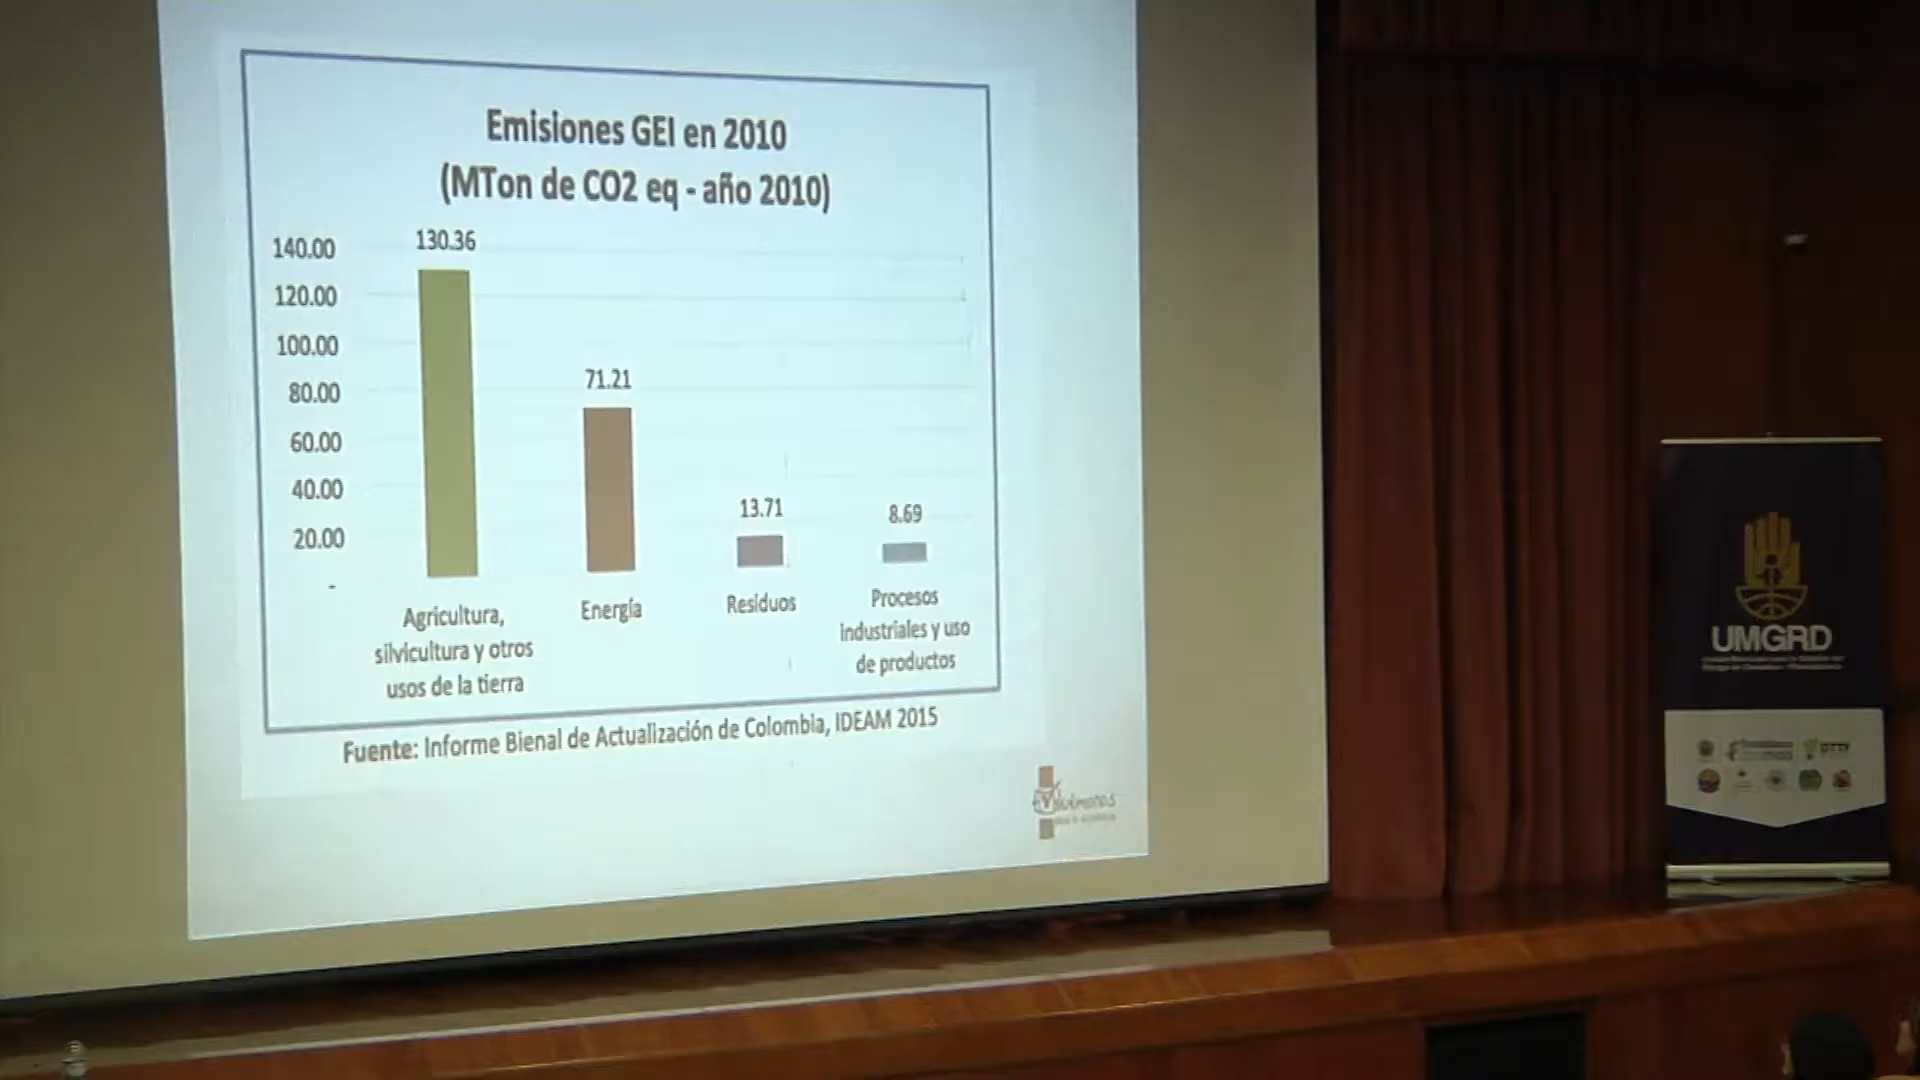 Emisiones GEI en 2010
(MTon de CO2 eq - año 2010)
140.00
120.00
100.00
80.00
60.00
40.00
20.00
-
130.36
71.21
13.71
8.69
Agricultura,
silvicultura y otros
usos de la tierra
Energía
Residuos
Procesos
industriales y uso
de productos
Fuente: Informe Bienal de Actualización de Colombia, IDEAM 2015
UMGRD
DTTF